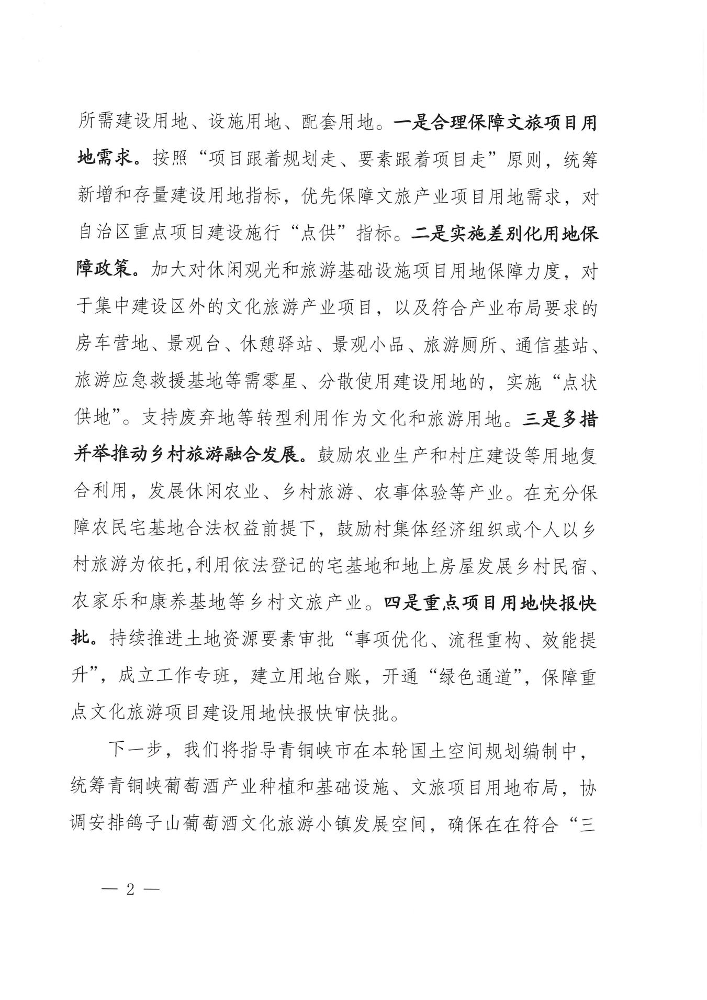 所需建设用地、设施用地、配套用地。一是合理保障文旅项目用
地需求。按照“项目跟着规划走、要素跟着项目走”原则，统筹
新增和存量建设用地指标，优先保障文旅产业项目用地需求，对
自治区重点项目建设施行“点供”指标。二是实施差别化用地保
障政策。加大对休闲观光和旅游基础设施项目用地保障力度，对
于集中建设区外的文化旅游产业项目，以及符合产业布局要求的
房车营地、景观台、休憩驿站、景观小品、旅游厕所、通信基站、
旅游应急救援基地等需零星、分散使用建设用地的，实施“点状
供地”。支持废弃地等转型利用作为文化和旅游用地。三是多措
并举推动乡村旅游融合发展。鼓励农业生产和村庄建设等用地复
合利用，发展休闲农业、乡村旅游、农事体验等产业。在充分保
障农民宅基地合法权益前提下，鼓励村集体经济组织或个人以乡
村旅游为依托，利用依法登记的宅基地和地上房屋发展乡村民宿、
农家乐和康养基地等乡村文旅产业。四是重点项目用地快报快
批。持续推进土地资源要素审批“事项优化、流程重构、效能提
升”，成立工作专班，建立用地台账，开通“绿色通道”，保障重
点文化旅游项目建设用地快报快审快批。
下一步，我们将指导青铜峡市在本轮国土空间规划编制中，
统筹青铜峡葡萄酒产业种植和基础设施、文旅项目用地布局，协
调安排鸽子山葡萄酒文化旅游小镇发展空间，确保在在符合“三
— 2 —